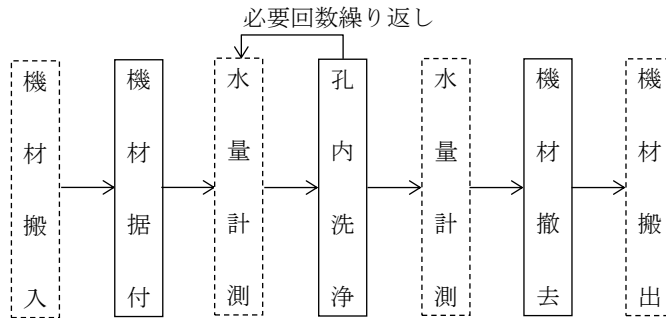 必要回数繰り返し
機材搬入
機材据付
水量計測
孔内洗浄
水量計測
機材撤去
機材搬出